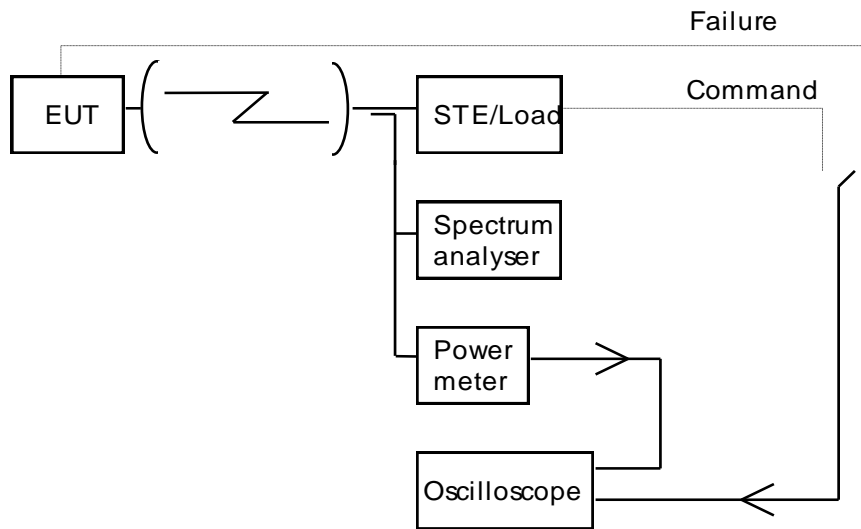 Failure
Command
EUT
STE/Load
Spectrum
analyser
Power
meter
Oscilloscope